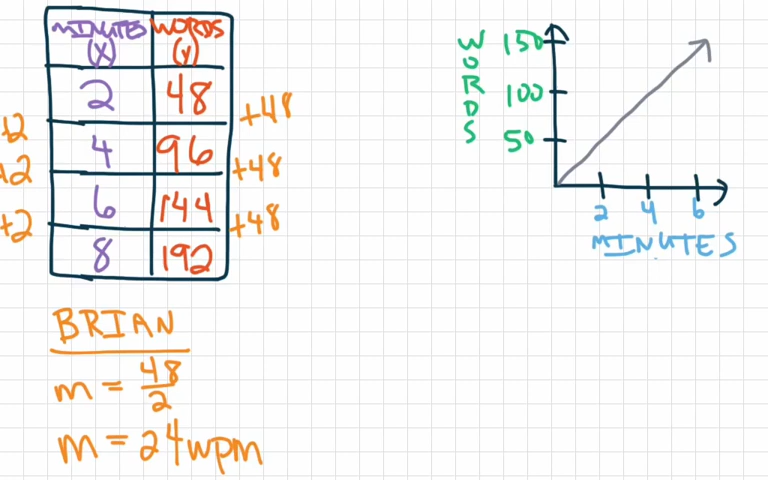 MINUTES WORDS
(X) (y)
2 48
+48
+2
4 96
+2 +48
6 144
+2 +48
8 192
BRIAN
m = 48/2
m = 24wpm
WORDS
150
100
50
2 4 6
MINUTES